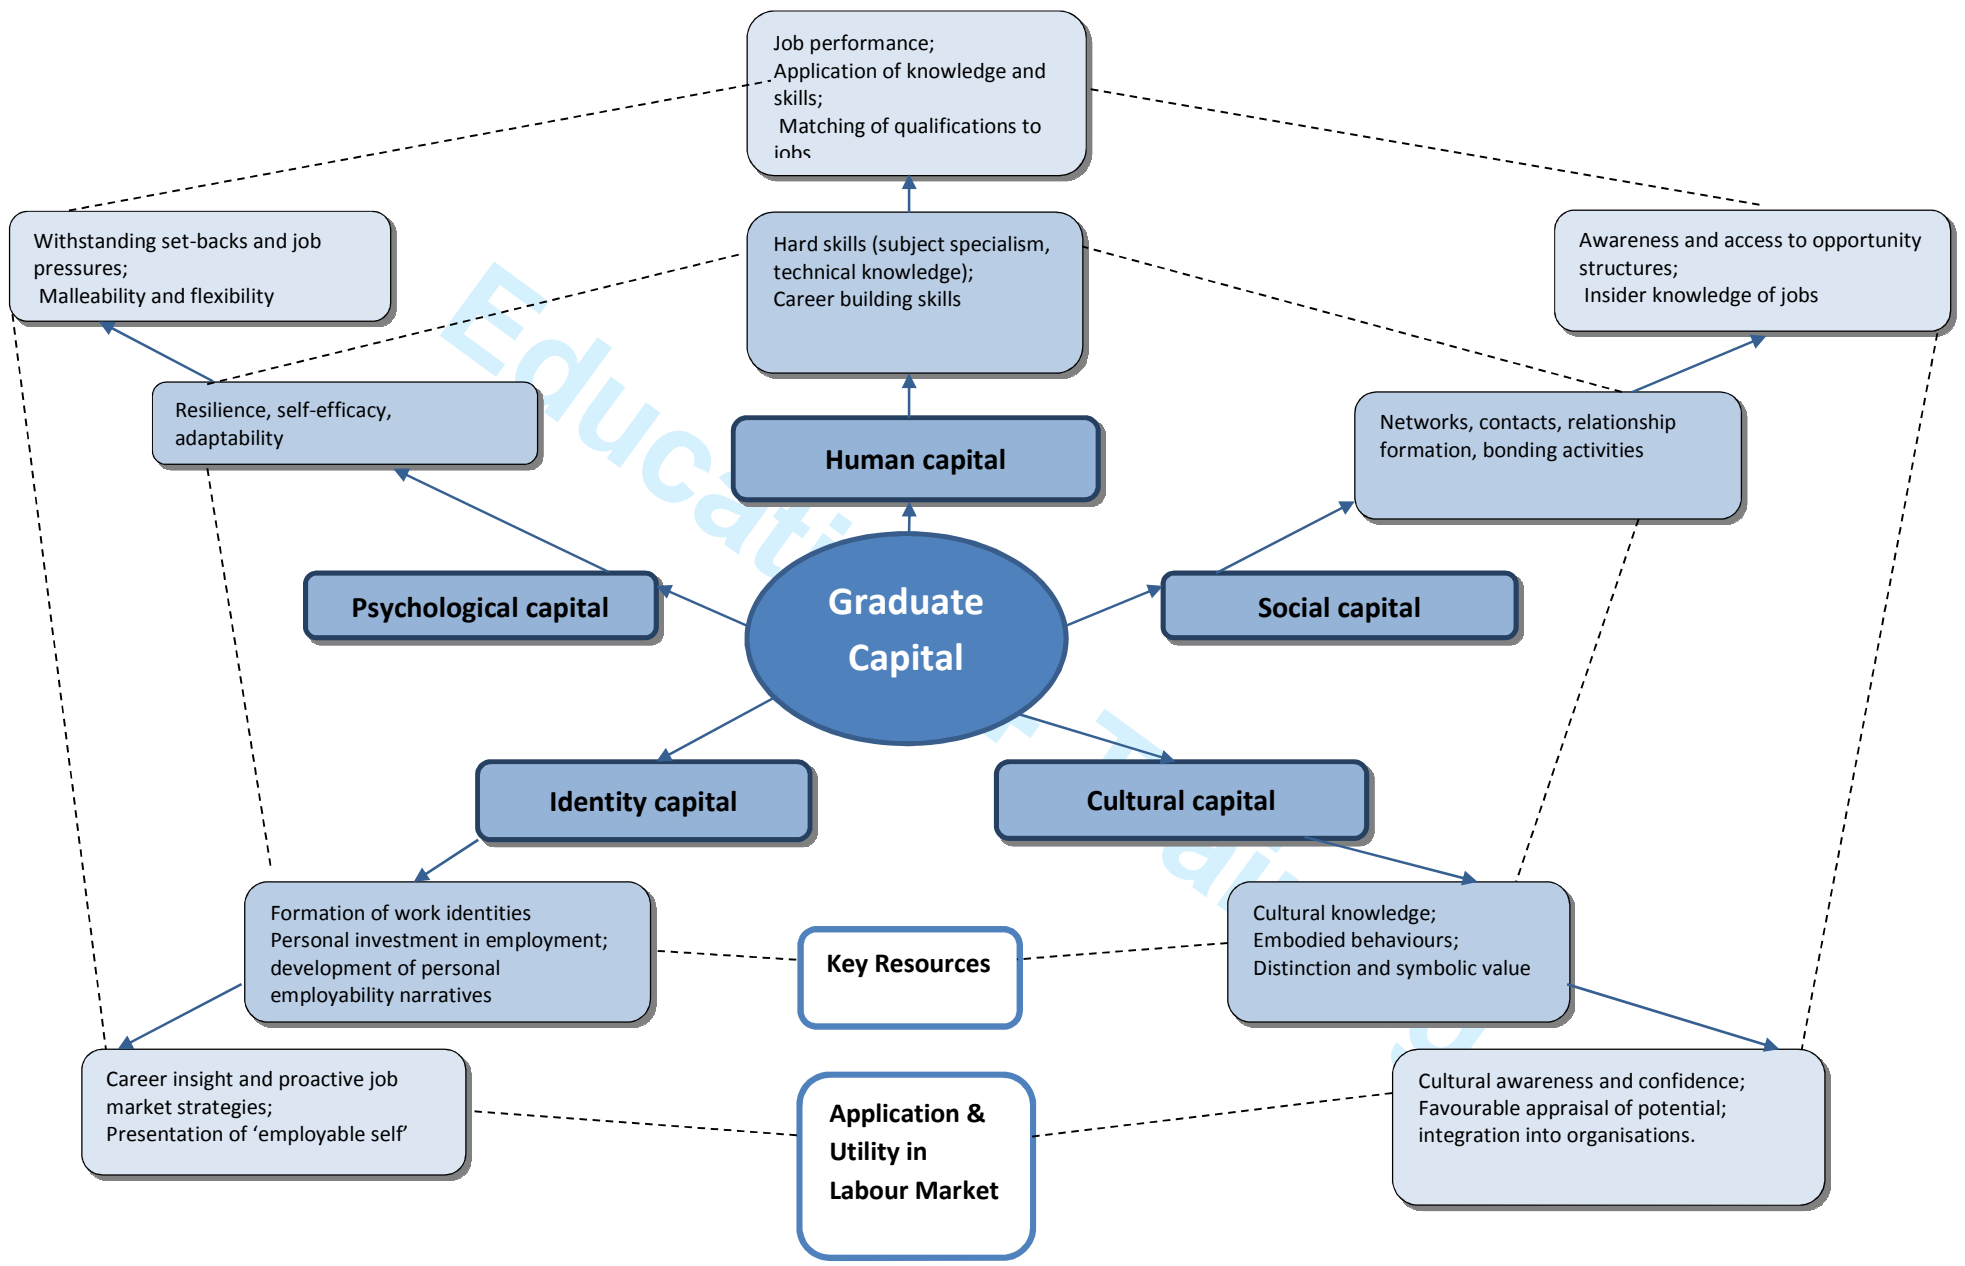 Job performance;
Application of knowledge and
skills;
Matching of qualifications to
jobs
Withstanding set-backs and job
pressures;
Malleability and flexibility
Hard skills (subject specialism,
technical knowledge);
Career building skills
Awareness and access to opportunity
structures;
Insider knowledge of jobs
Resilience, self-efficacy,
adaptability
Networks, contacts, relationship
formation, bonding activities
Human capital
Psychological capital
Graduate
Capital
Social capital
Identity capital
Cultural capital
Formation of work identities
Personal investment in employment;
development of personal
employability narratives
Key Resources
Cultural knowledge;
Embodied behaviours;
Distinction and symbolic value
Career insight and proactive job
market strategies;
Presentation of ‘employable self’
Application &
Utility in
Labour Market
Cultural awareness and confidence;
Favourable appraisal of potential;
integration into organisations.